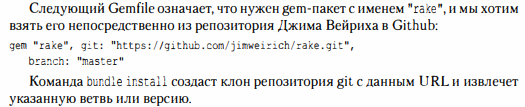 Следующий Gemfile означает, что нужен gem-пакет с именем "rake", и мы хотим
взять его непосредственно из репозитория Джима Вейриха в Github:
gem "rake", git: "https://github.com/jimweirich/rake.git",
branch: "master"
Команда bundle install создаст клон репозитория git с данным URL и извлечет
указанную ветвь или версию.